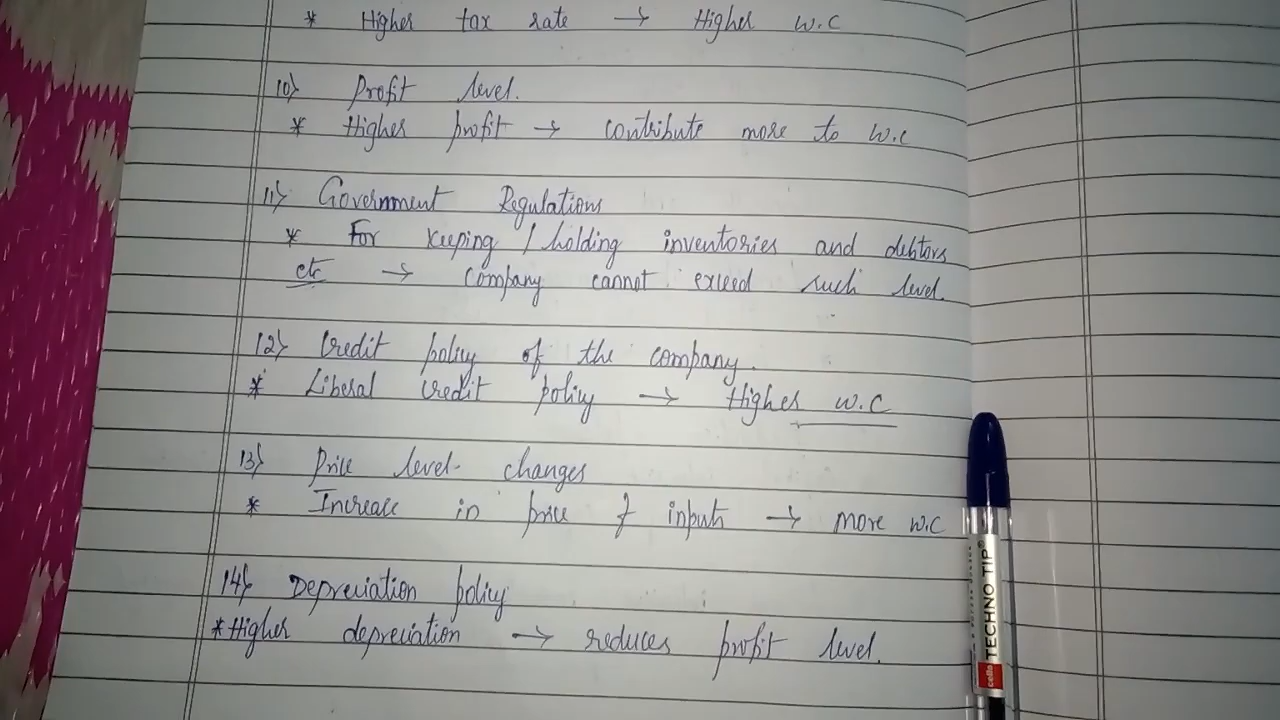 * Higher tax rate → Higher W.C
10) Profit level.
* Higher profit → contribute more to W.C
11) Government Regulations
* For keeping / holding inventories and debtors
etc → company cannot exceed such level.
12) Credit policy of the company.
* Liberal credit policy → Higher W.C
13) Price level changes
* Increase in price of inputs → more W.C
14) Depreciation policy
* Higher depreciation → reduces profit level.
cello TECHNO TIP®